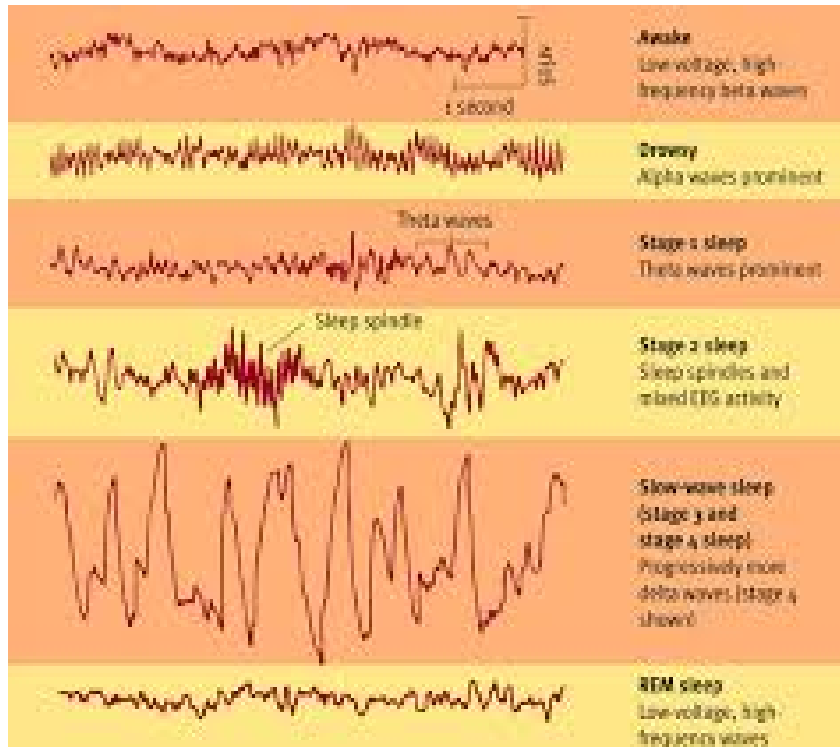 Awake
Low-voltage, high-
frequency beta waves
50 µV
1 second
Drowsy
Alpha waves prominent
Theta waves
Stage 1 sleep
Theta waves prominent
Sleep spindle
Stage 2 sleep
Sleep spindles and
mixed EEG activity
Slow-wave sleep
(stage 3 and
stage 4 sleep)
Progressively more
delta waves (stage 4
shown)
REM sleep
Low-voltage, high-
frequency waves